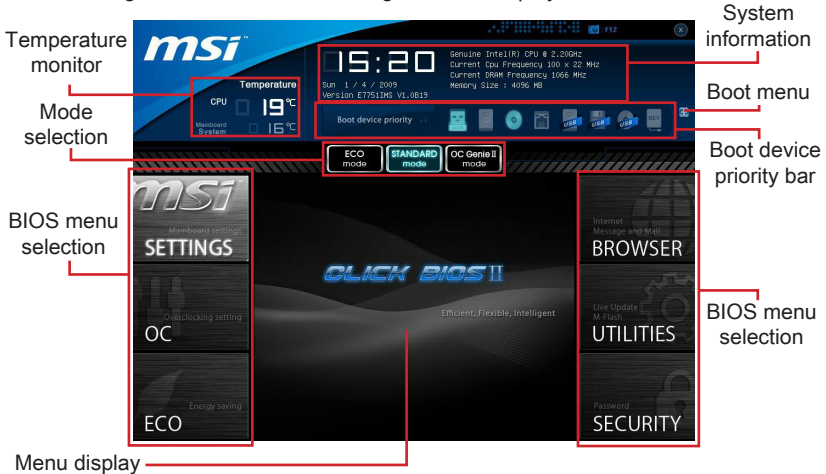 System
information
Temperature
monitor
Mode
selection
BIOS menu
selection
Menu display
Boot menu
Boot device
priority bar
BIOS menu
selection
msi
F12
X
15:20
Sun 1 / 4 / 2009
Version E7751IMS V1.0B19
Genuine Intel(R) CPU @ 2.20GHz
Current Cpu Frequency 100 x 22 MHz
Current DRAM Frequency 1066 MHz
Memory Size : 4096 MB
Temperature
CPU 19°C
Mainboard
System 16°C
Boot device priority
USB
USB
USB
REV
ECO
mode
STANDARD
mode
OC Genie II
mode
msi
Mainboard settings
SETTINGS
Overclocking setting
OC
Energy saving
ECO
CLICK BIOS II
Efficient, Flexible, Intelligent
Internet
Message and Mail
BROWSER
Live Update
M-Flash
UTILITIES
Password
SECURITY